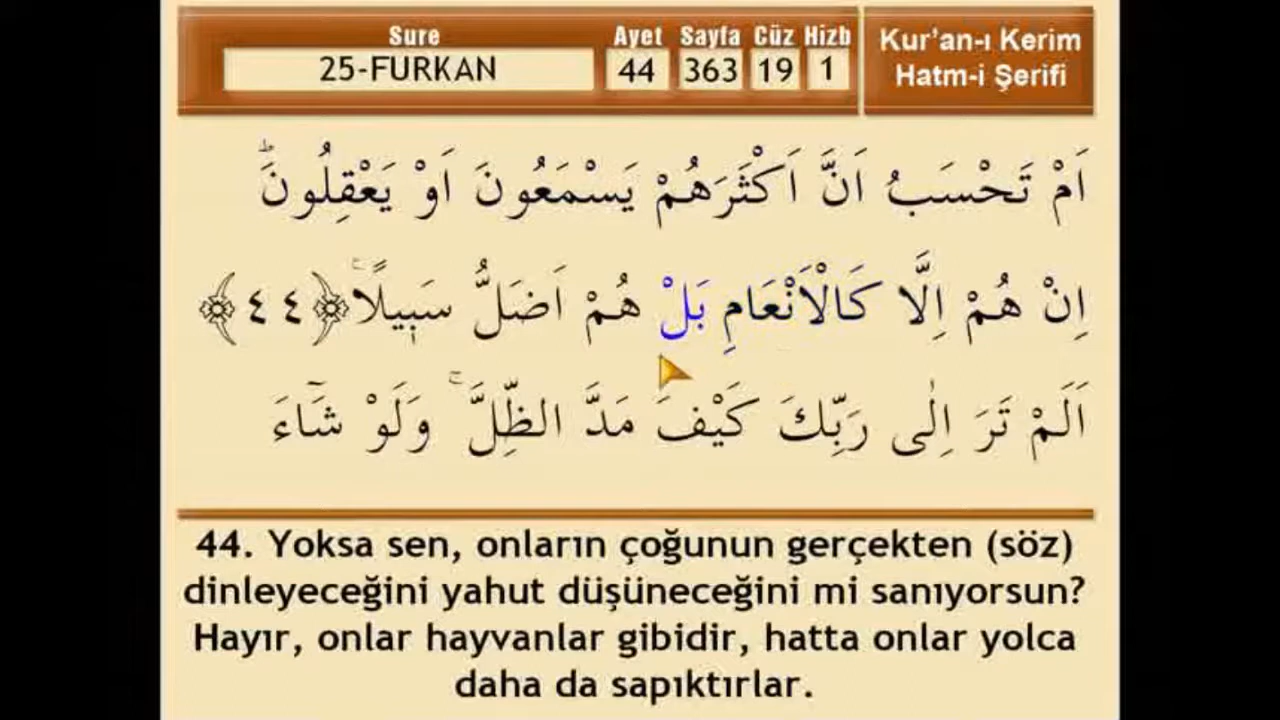 Sure Ayet Sayfa Cüz Hizb
25-FURKAN 44 363 19 1
Kur’an-ı Kerim
Hatm-i Şerifi
اَمْ تَحْسَبُ اَنَّ اَكْثَرَهُمْ يَسْمَعُونَ اَوْ يَعْقِلُونَۜ
اِنْ هُمْ اِلَّا كَالْاَنْعَامِ بَلْ هُمْ اَضَلُّ سَب۪يلًاۚ ﴿٤٤﴾
اَلَمْ تَرَ اِلٰى رَبِّكَ كَيْفَ مَدَّ الظِّلَّۚ وَلَوْ شَٓاءَ
44. Yoksa sen, onların çoğunun gerçekten (söz)
dinleyeceğini yahut düşüneceğini mi sanıyorsun?
Hayır, onlar hayvanlar gibidir, hatta onlar yolca
daha da sapıktırlar.